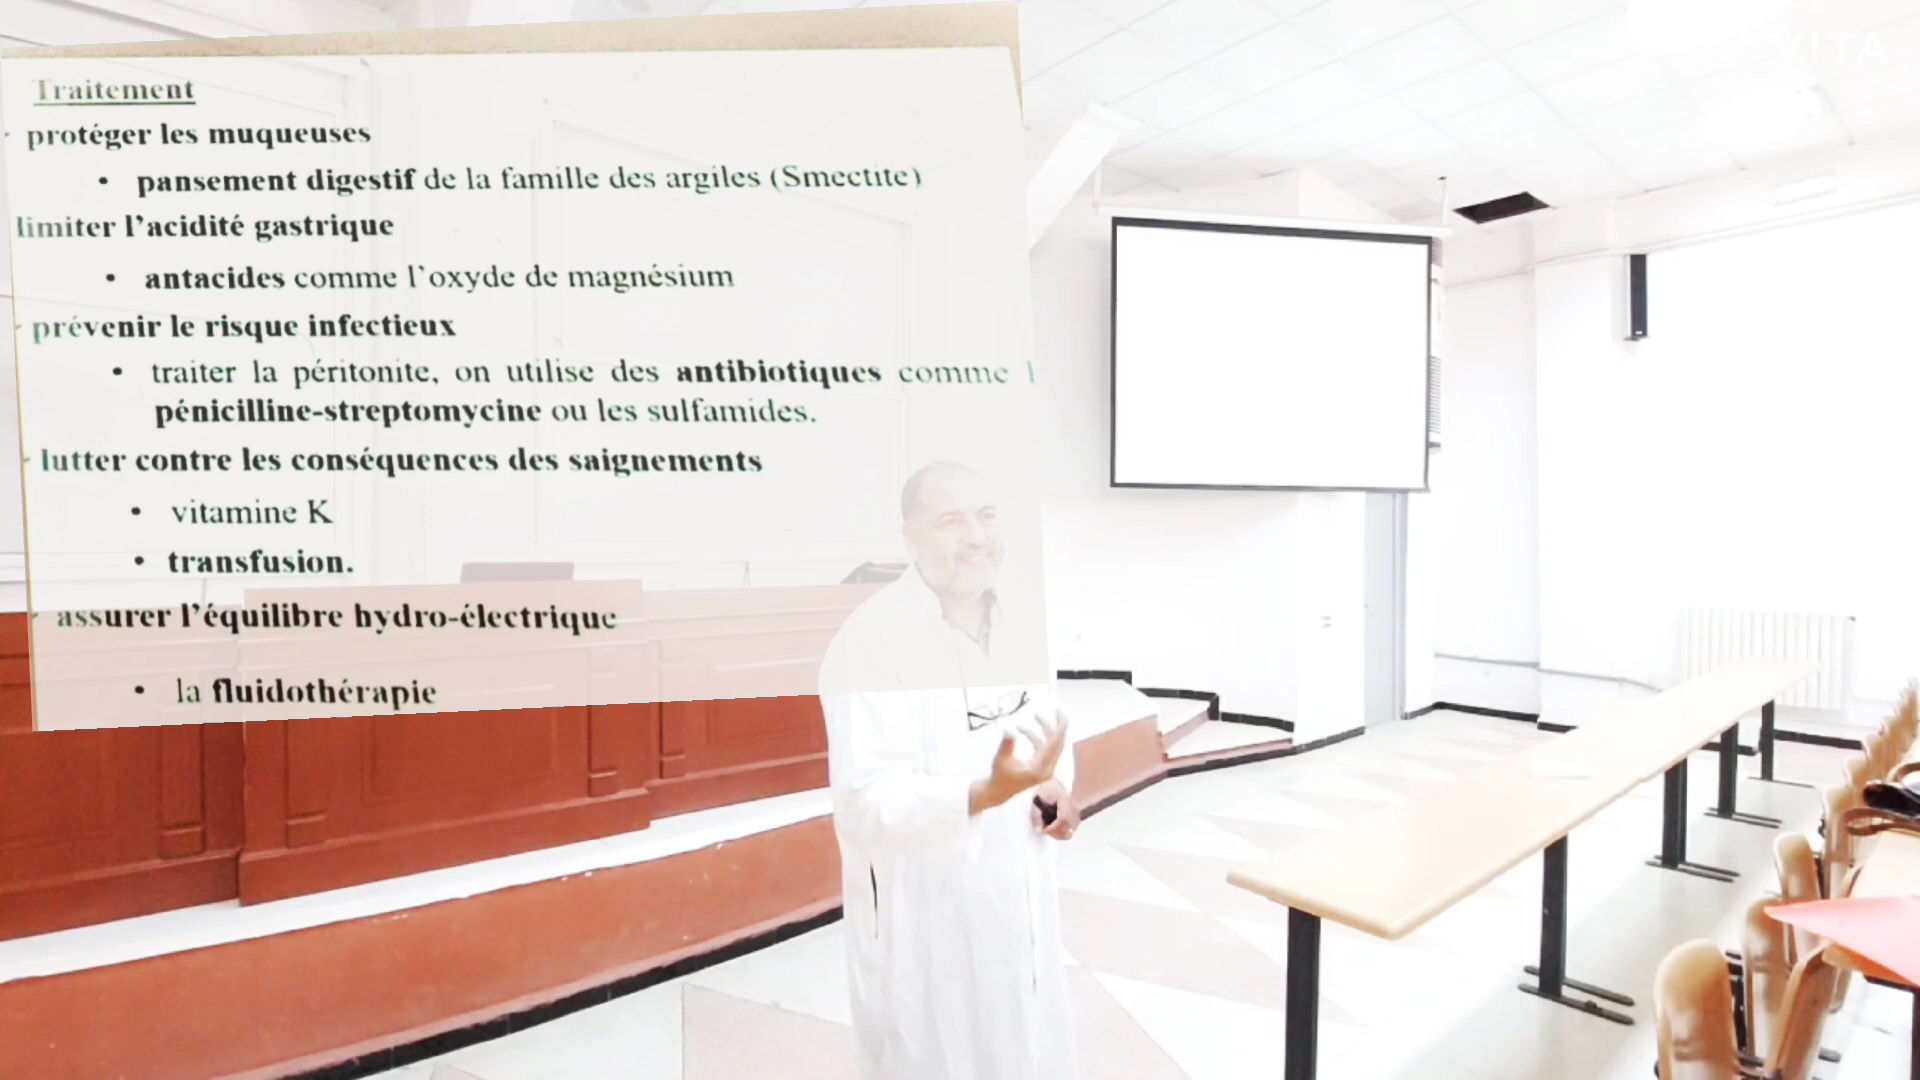 Traitement
protéger les muqueuses
• pansement digestif de la famille des argiles (Smectite)
limiter l'acidité gastrique
• antacides comme l'oxyde de magnésium
prévenir le risque infectieux
• traiter la péritonite, on utilise des antibiotiques comme l
pénicilline-streptomycine ou les sulfamides.
lutter contre les conséquences des saignements
• vitamine K
• transfusion.
assurer l'équilibre hydro-électrique
• la fluidothérapie
VITA